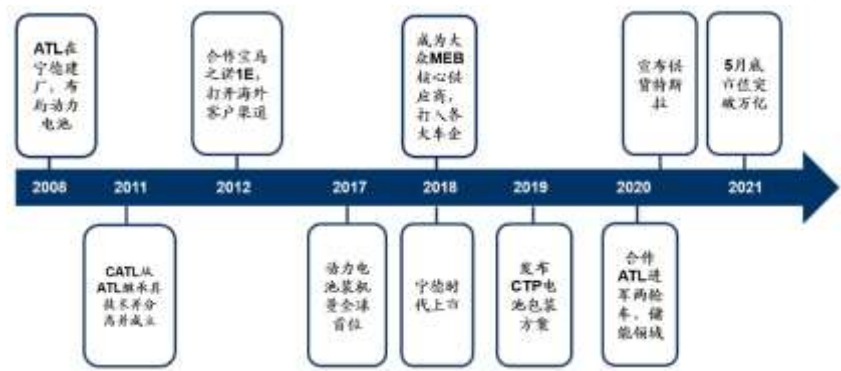 ATL在
宁德建
厂，布
局动力
电池
合作宝马
之诺1E，
打开海外
客户渠道
成为大
众MEB
核心供
应商，
打入各
大车企
宣布供
货特斯
拉
5月底
市值突
破万亿
2008
2011
2012
2017
2018
2019
2020
2021
CATL从
ATL继承其
技术并分
离并成立
动力电
池装机
量全球
首位
宁德时
代上市
发布
CTP电
池包装
方案
合作
ATL进
军两轮
车、储
能领域